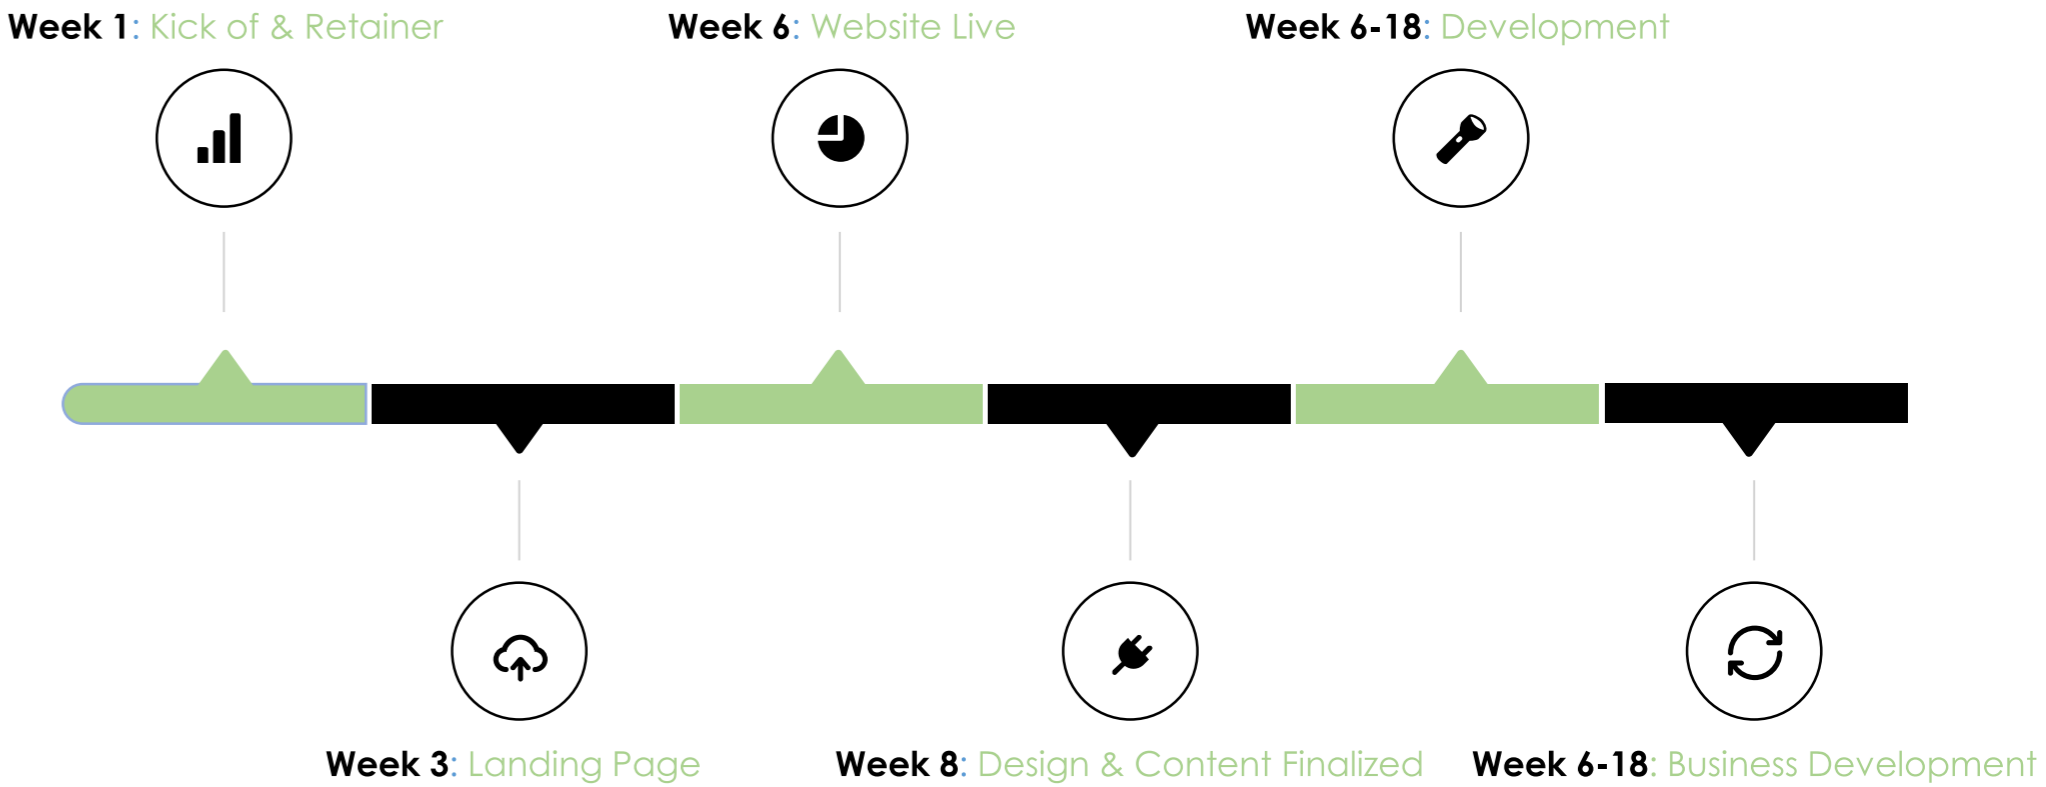 Week 1: Kick of & Retainer
Week 6: Website Live
Week 6-18: Development
Week 3: Landing Page
Week 8: Design & Content Finalized
Week 6-18: Business Development